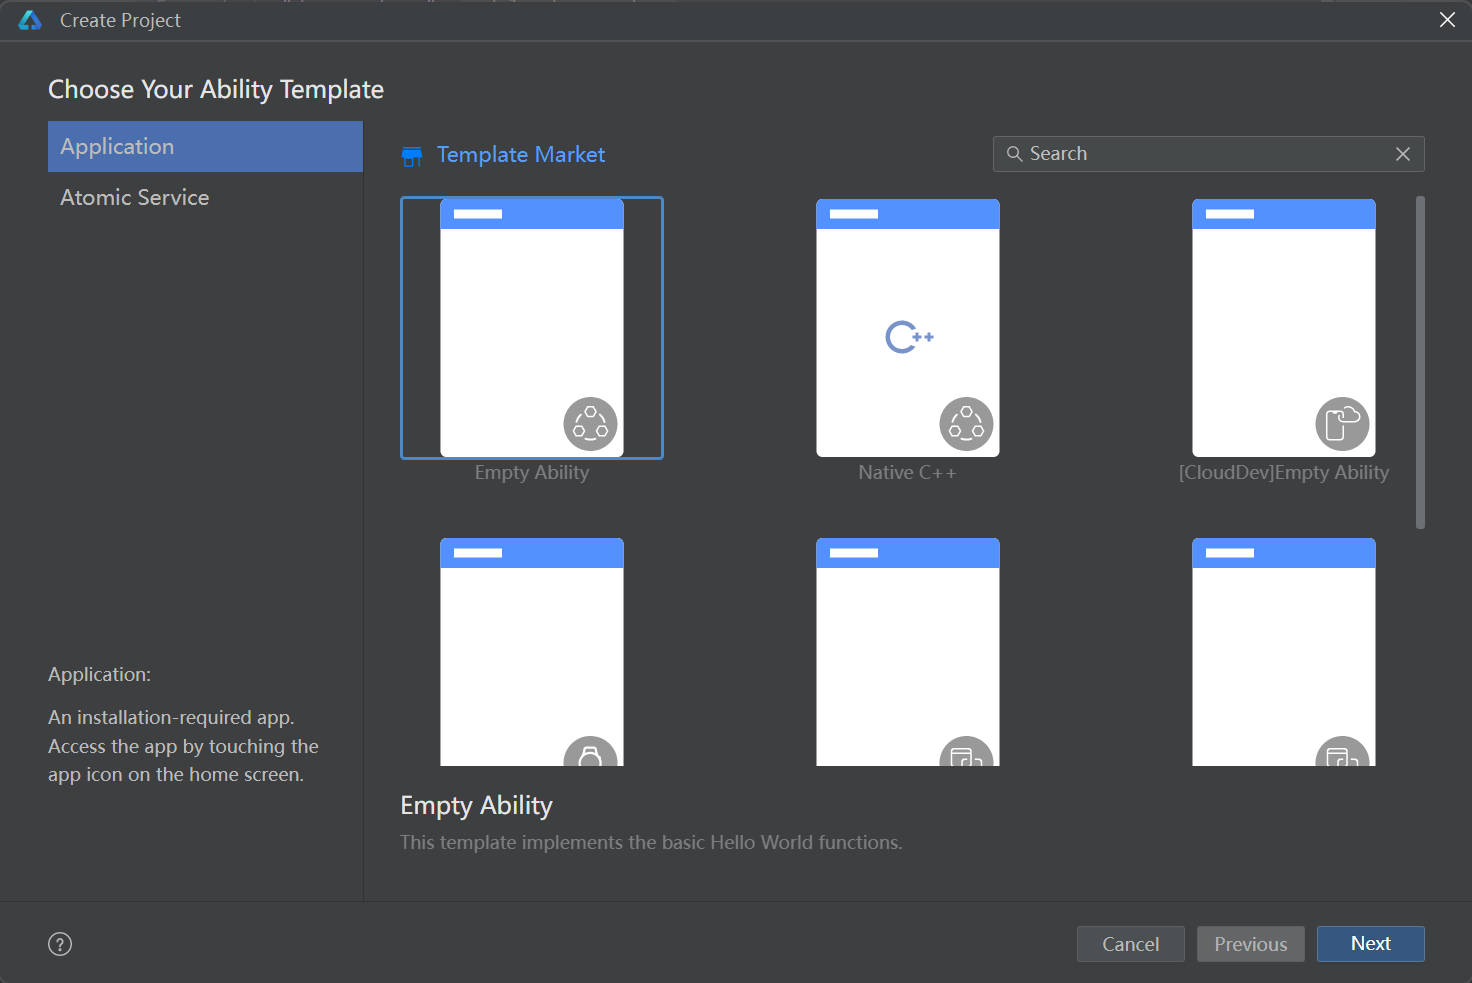 Create Project
Choose Your Ability Template
Application
Atomic Service
Template Market
Search
C++
Empty Ability
Native C++
[CloudDev]Empty Ability
Application:
An installation-required app.
Access the app by touching the
app icon on the home screen.
Empty Ability
This template implements the basic Hello World functions.
?
Cancel
Previous
Next